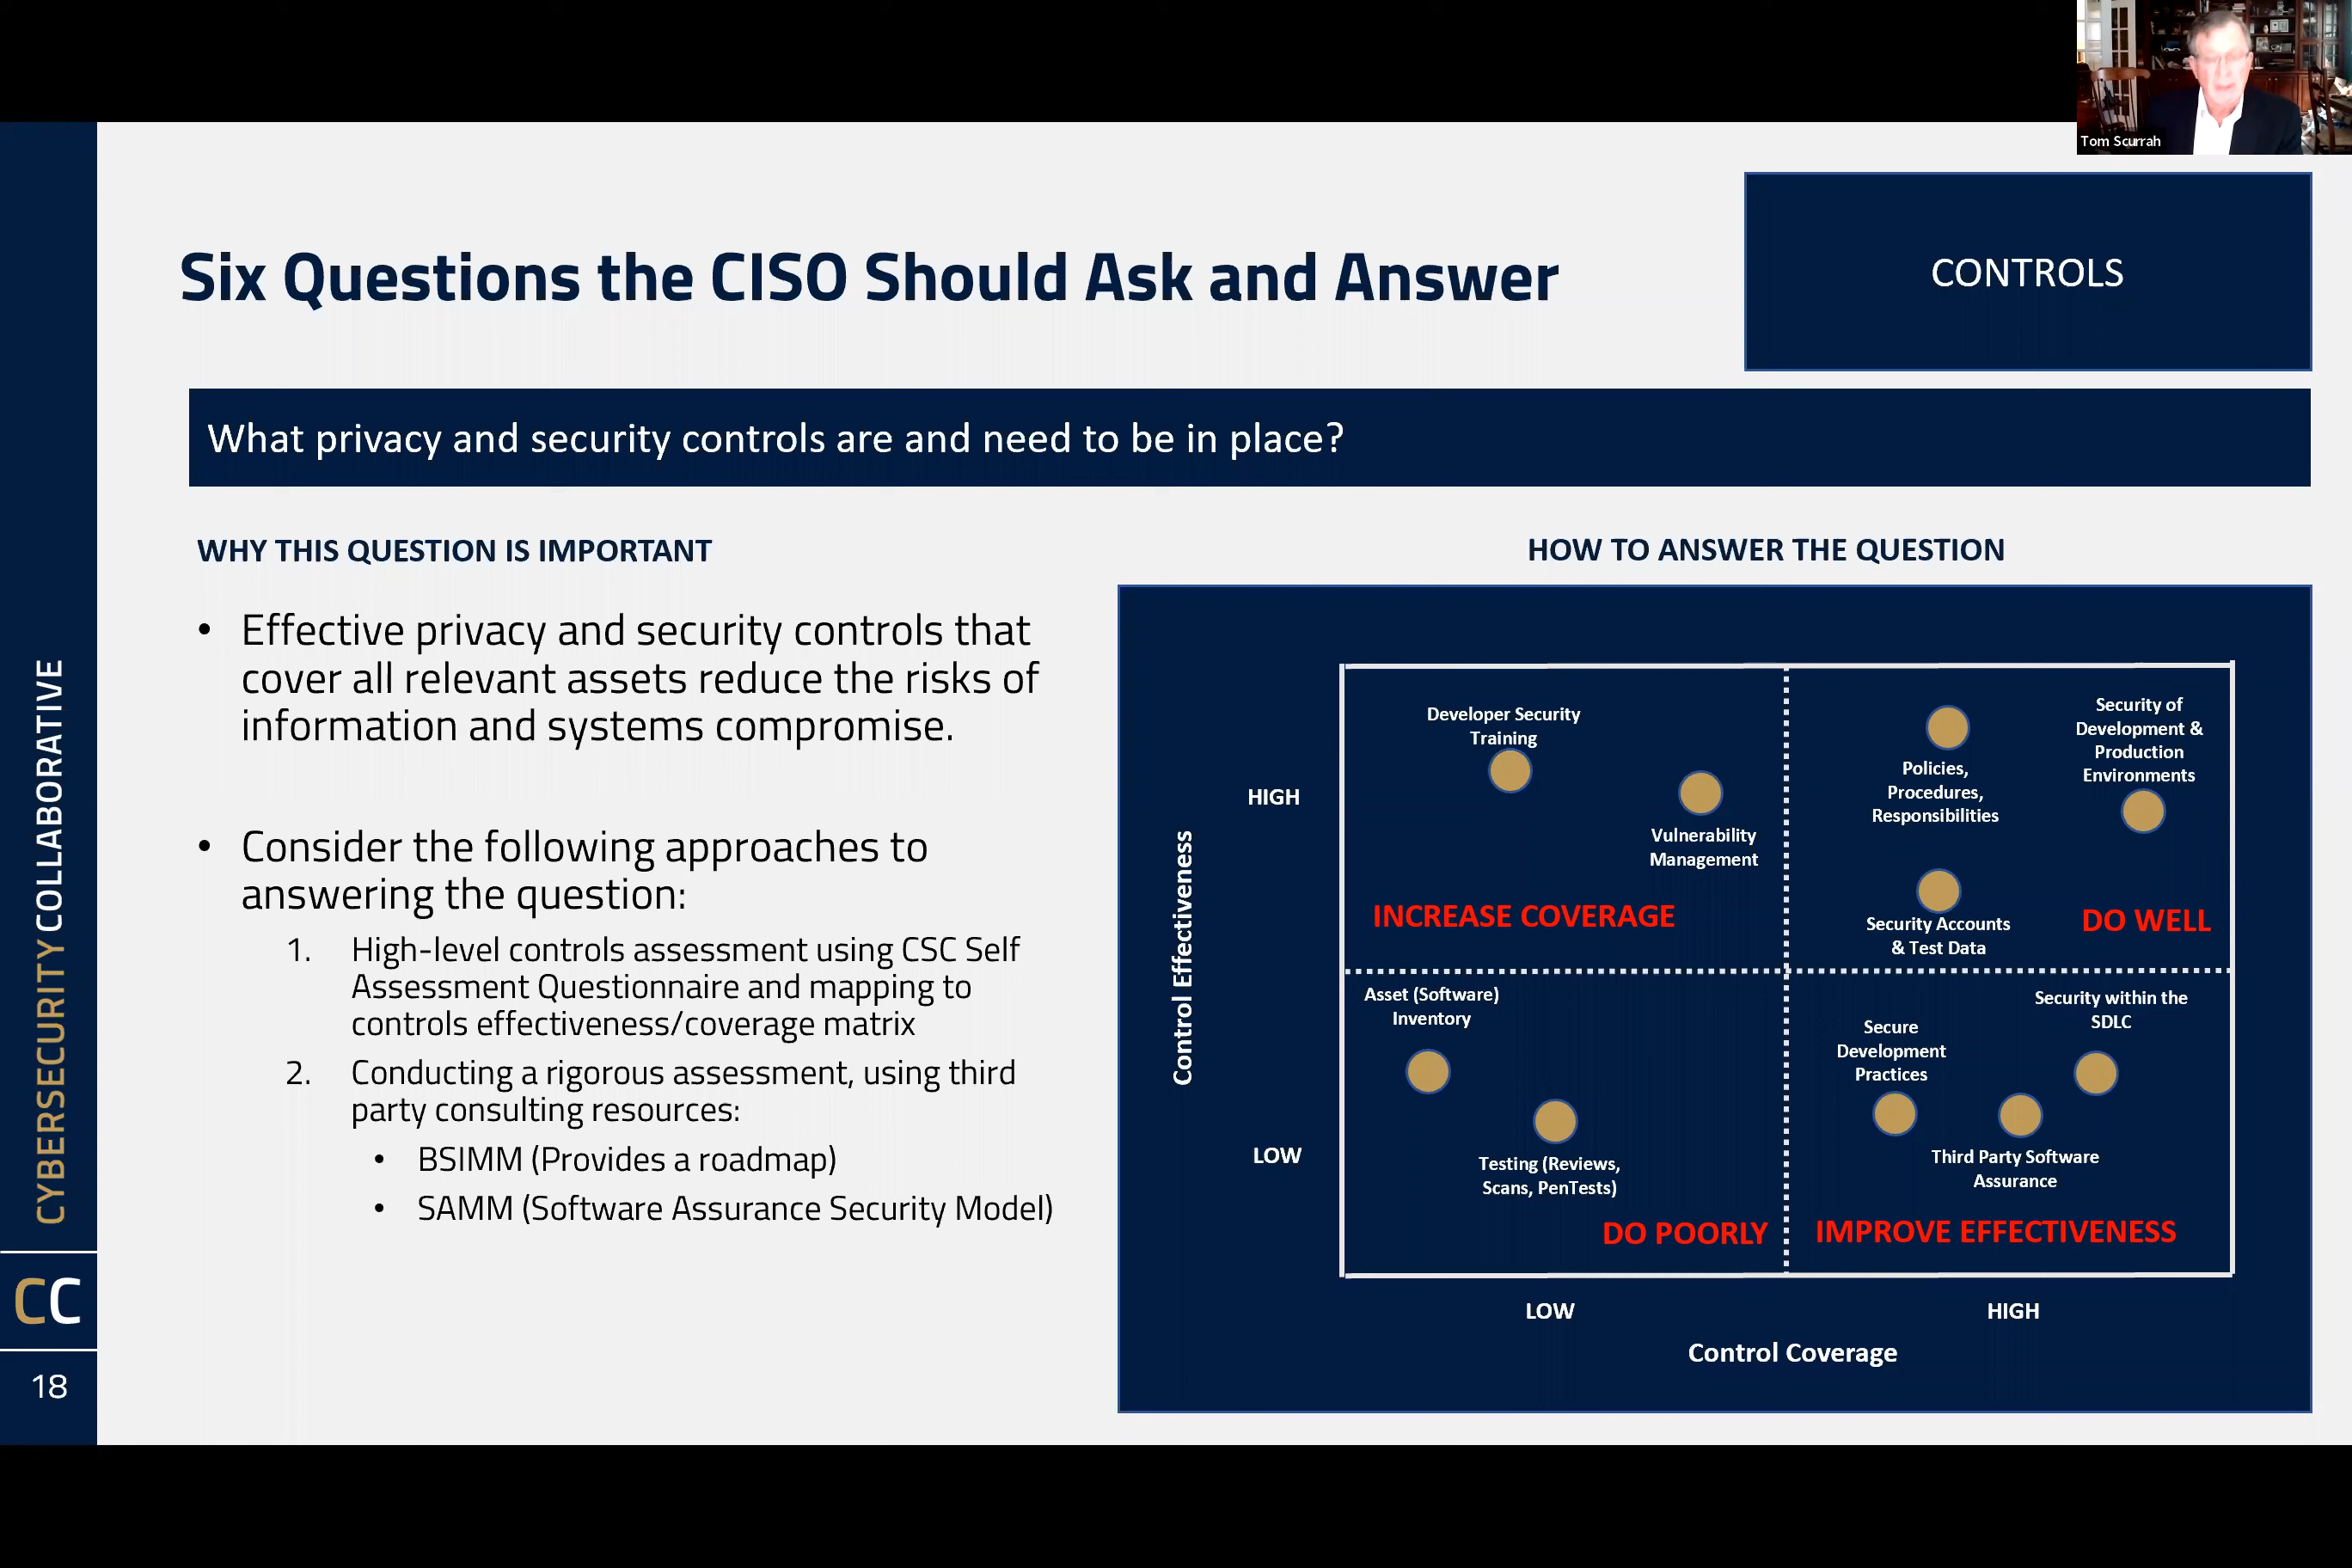 Tom Scurrah
CONTROLS
Six Questions the CISO Should Ask and Answer
What privacy and security controls are and need to be in place?
WHY THIS QUESTION IS IMPORTANT
• Effective privacy and security controls that
cover all relevant assets reduce the risks of
information and systems compromise.
• Consider the following approaches to
answering the question:
1. High-level controls assessment using CSC Self
Assessment Questionnaire and mapping to
controls effectiveness/coverage matrix
2. Conducting a rigorous assessment, using third
party consulting resources:
• BSIMM (Provides a roadmap)
• SAMM (Software Assurance Security Model)
HOW TO ANSWER THE QUESTION
Control Effectiveness
HIGH
LOW
Developer Security
Training
Vulnerability
Management
INCREASE COVERAGE
Policies,
Procedures,
Responsibilities
Security of
Development &
Production
Environments
Security Accounts
& Test Data
DO WELL
Asset (Software)
Inventory
Testing (Reviews,
Scans, PenTests)
DO POORLY
Secure
Development
Practices
Security within the
SDLC
Third Party Software
Assurance
IMPROVE EFFECTIVENESS
LOW
HIGH
Control Coverage
CYBERSECURITY COLLABORATIVE
CC
18